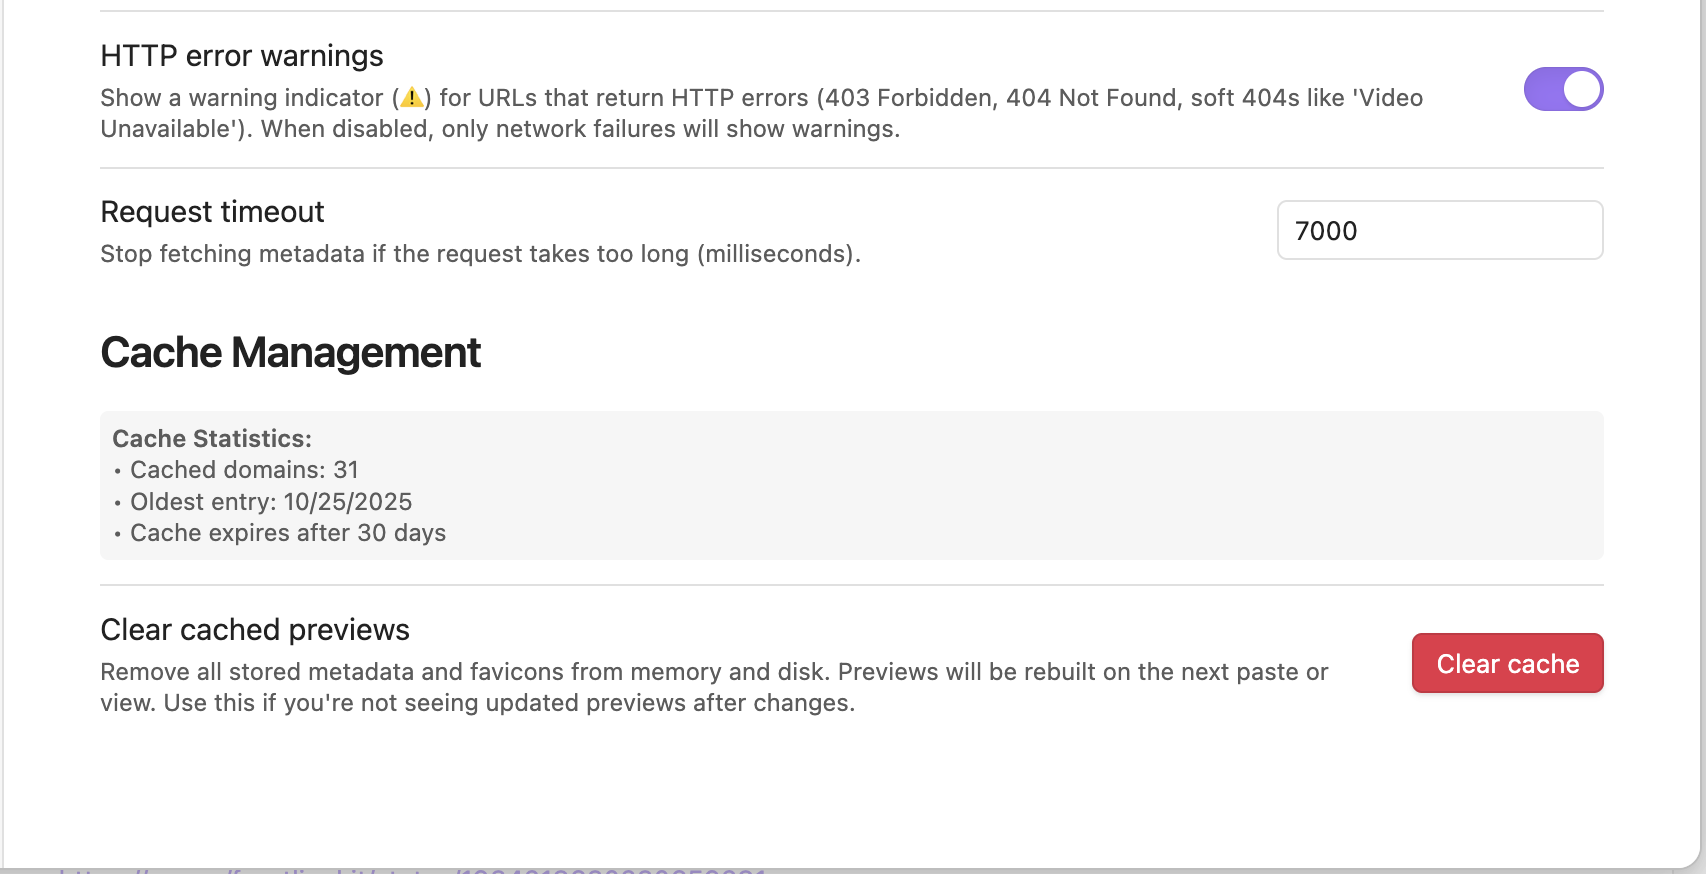 HTTP error warnings
Show a warning indicator (⚠️) for URLs that return HTTP errors (403 Forbidden, 404 Not Found, soft 404s like 'Video
Unavailable'). When disabled, only network failures will show warnings.
Request timeout
Stop fetching metadata if the request takes too long (milliseconds).
7000
Cache Management
Cache Statistics:
• Cached domains: 31
• Oldest entry: 10/25/2025
• Cache expires after 30 days
Clear cached previews
Remove all stored metadata and favicons from memory and disk. Previews will be rebuilt on the next paste or
view. Use this if you're not seeing updated previews after changes.
Clear cache